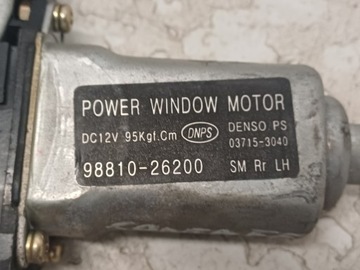 POWER WINDOW MOTOR
DC12V 95Kgf.Cm DNPS DENSO PS
03715-3040
98810-26200 SM Rr LH